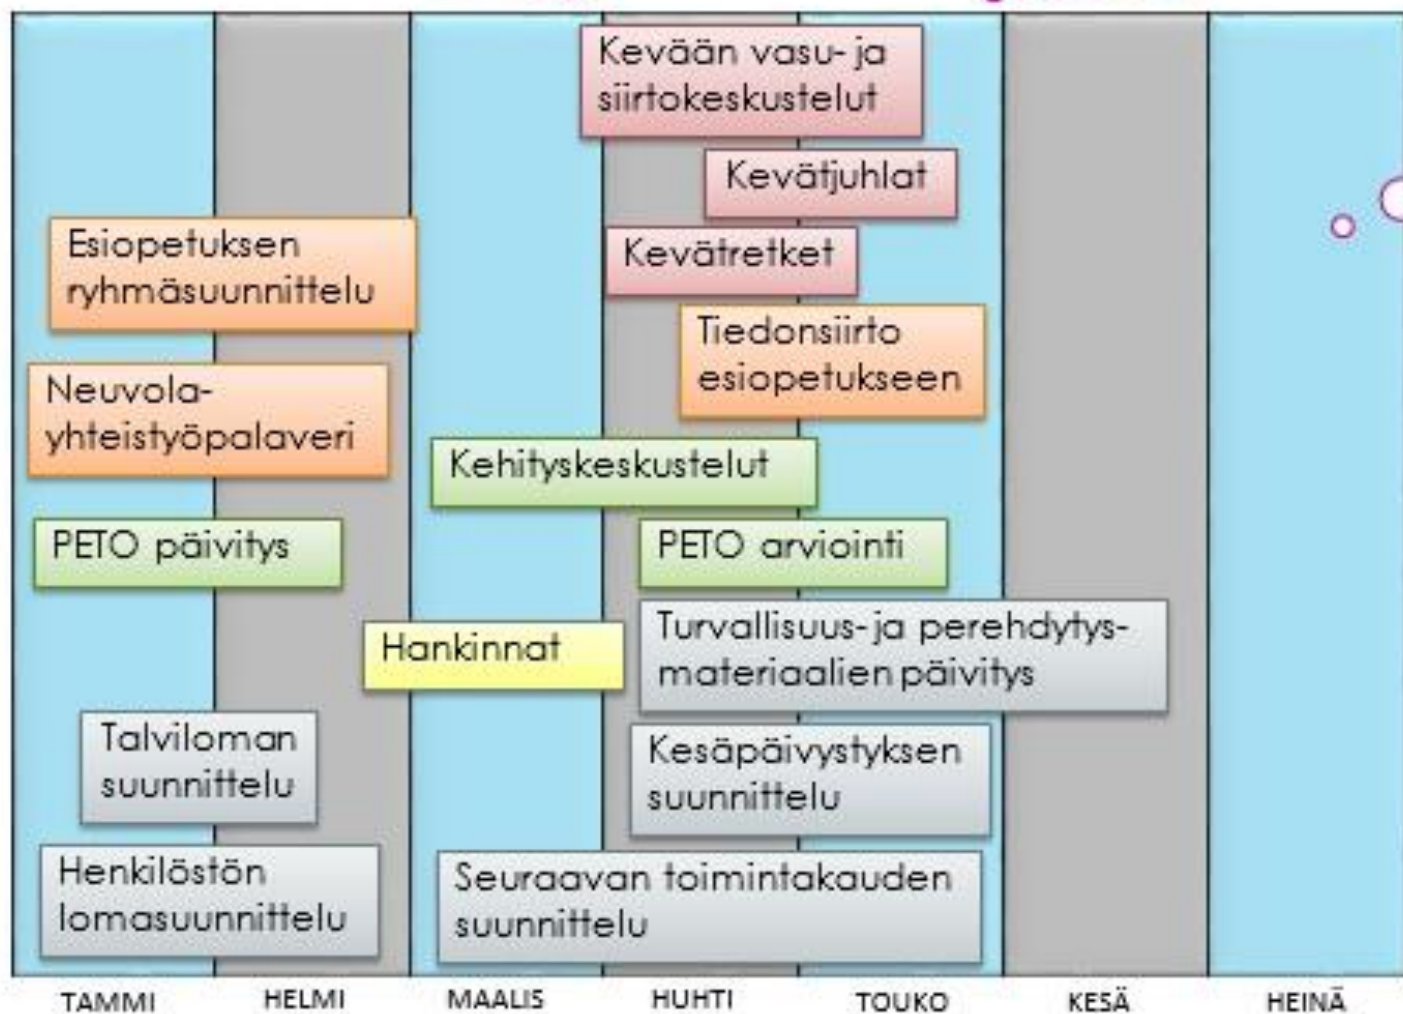 Kevään vasu- ja
siirtokeskustelut
Kevätjuhlat
Esiopetuksen
ryhmäsuunnittelu
Kevätretket
Tiedonsiirto
esiopetukseen
Neuvola-
yhteistyöpalaveri
Kehityskeskustelut
PETO päivitys
PETO arviointi
Hankinnat
Turvallisuus- ja perehdytys-
materiaalien päivitys
Talviloman
suunnittelu
Kesäpäivystyksen
suunnittelu
Henkilöstön
lomasuunnittelu
Seuraavan toimintakauden
suunnittelu
TAMMI HELMI MAALIS HUHTI TOUKO KESÄ HEINÄ